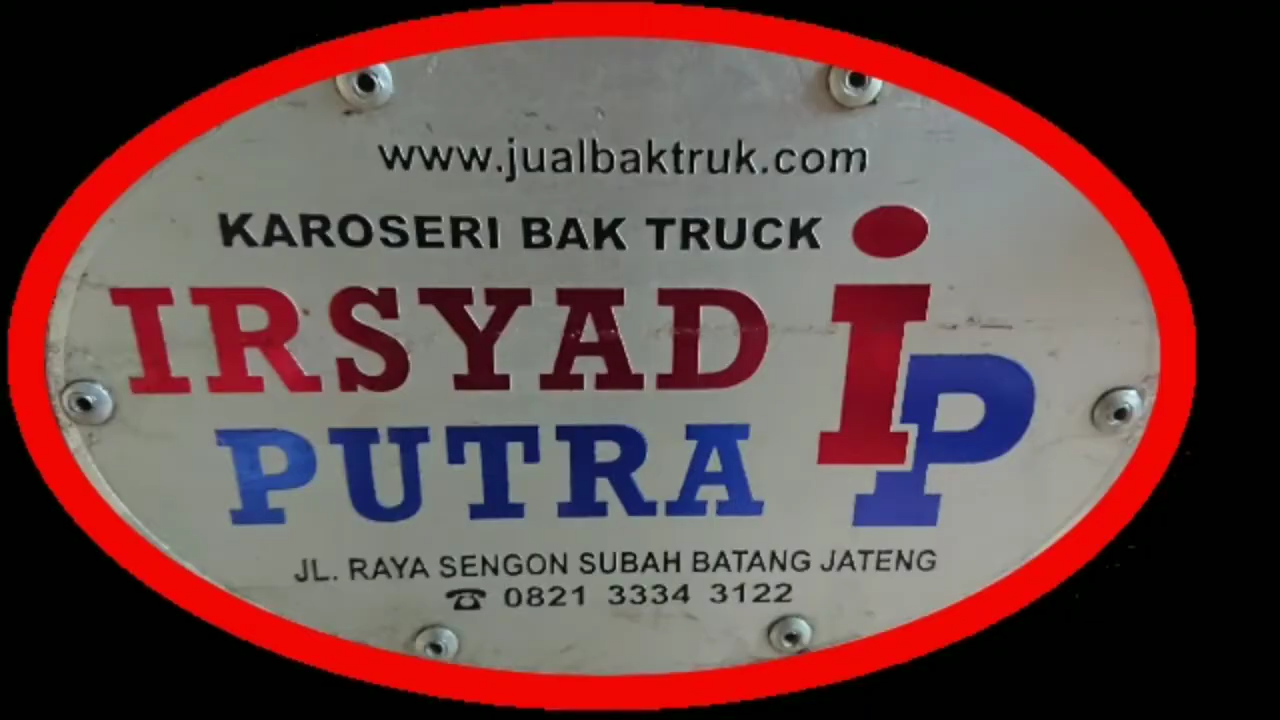 www.jualbaktruk.com
KAROSERI BAK TRUCK
IRSYAD
PUTRA
iP
JL. RAYA SENGON SUBAH BATANG JATENG
☎ 0821 3334 3122